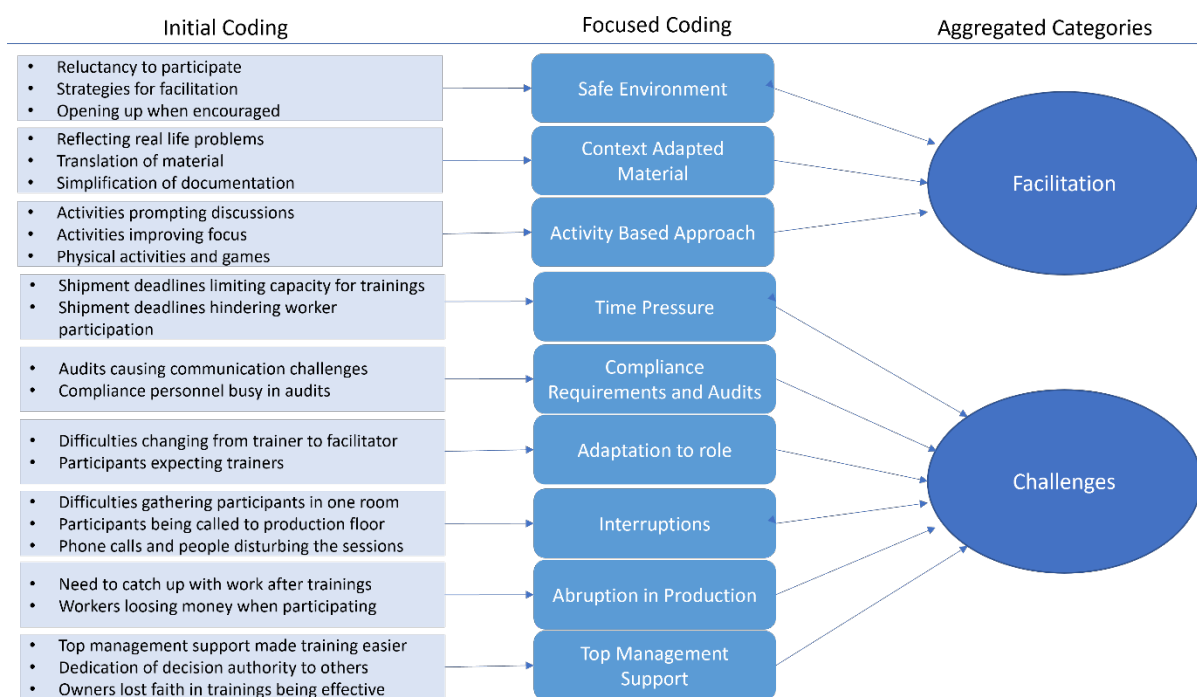 Initial Coding
Focused Coding
Aggregated Categories
• Reluctancy to participate
• Strategies for facilitation
• Opening up when encouraged
Safe Environment
• Reflecting real life problems
• Translation of material
• Simplification of documentation
Context Adapted
Material
Facilitation
• Activities prompting discussions
• Activities improving focus
• Physical activities and games
Activity Based Approach
• Shipment deadlines limiting capacity for trainings
• Shipment deadlines hindering worker
participation
Time Pressure
• Audits causing communication challenges
• Compliance personnel busy in audits
Compliance
Requirements and Audits
• Difficulties changing from trainer to facilitator
• Participants expecting trainers
Adaptation to role
Challenges
• Difficulties gathering participants in one room
• Participants being called to production floor
• Phone calls and people disturbing the sessions
Interruptions
• Need to catch up with work after trainings
• Workers loosing money when participating
Abruption in Production
• Top management support made training easier
• Dedication of decision authority to others
• Owners lost faith in trainings being effective
Top Management
Support